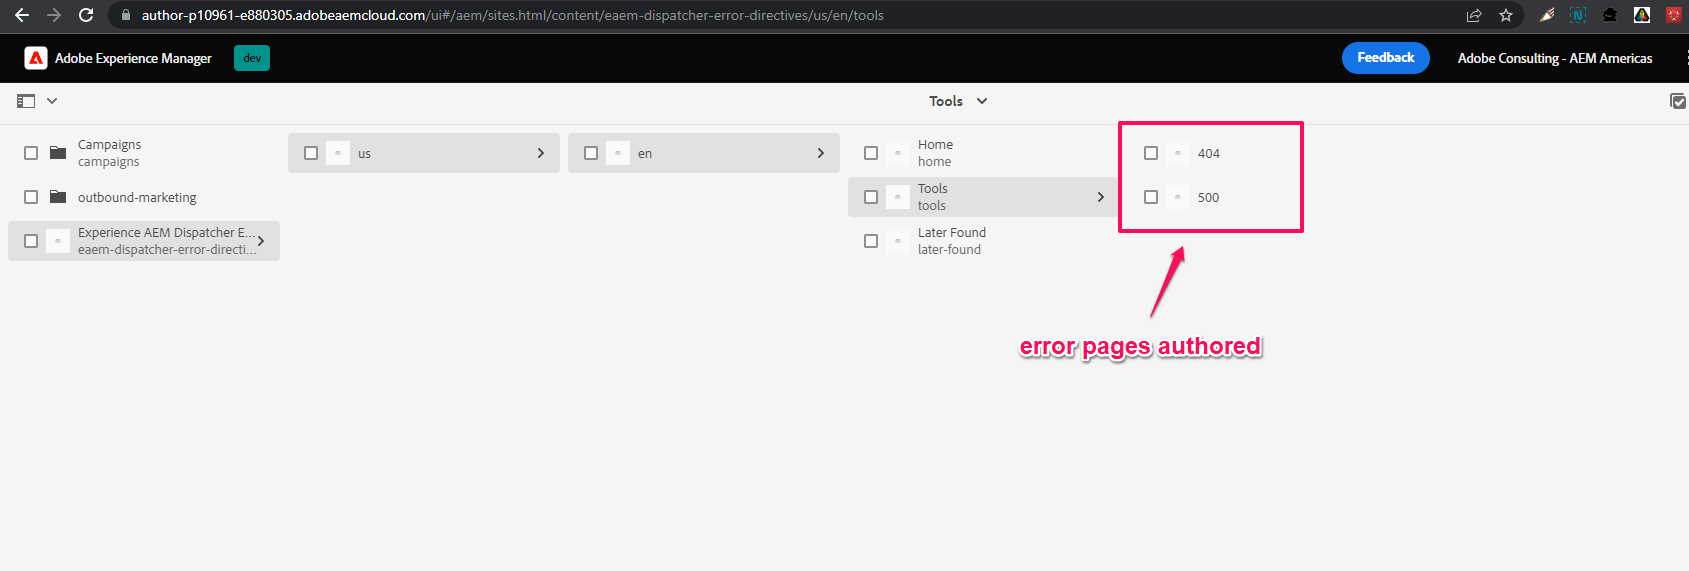 author-p10961-e880305.adobeaemcloud.com/ui#/aem/sites.html/content/eaem-dispatcher-error-directives/us/en/tools
Adobe Experience Manager
dev
Feedback
Adobe Consulting - AEM Americas
Tools
Campaigns
campaigns
outbound-marketing
Experience AEM Dispatcher E...
eaem-dispatcher-error-directi...
us
en
Home
home
Tools
tools
Later Found
later-found
404
500
error pages authored